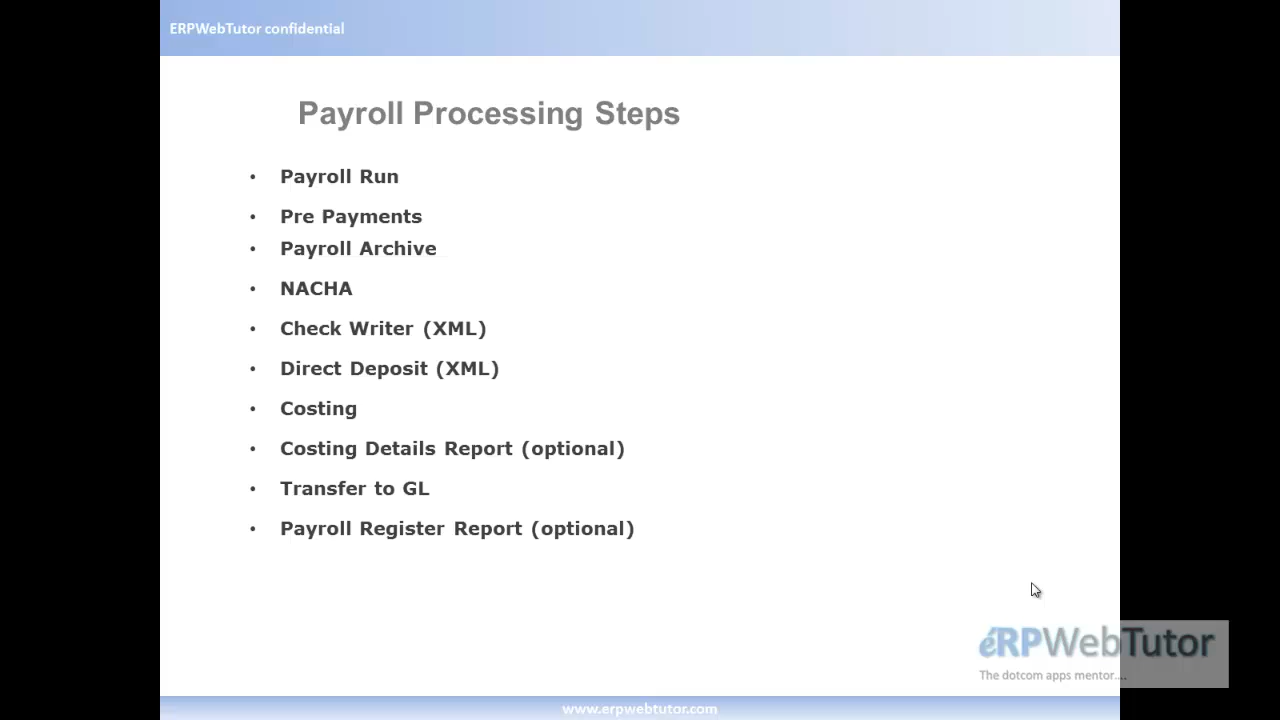 ERPWebTutor confidential
Payroll Processing Steps
• Payroll Run
• Pre Payments
• Payroll Archive
• NACHA
• Check Writer (XML)
• Direct Deposit (XML)
• Costing
• Costing Details Report (optional)
• Transfer to GL
• Payroll Register Report (optional)
éRPWebTutor
The dotcom apps mentor....
www.erpwebtutor.com